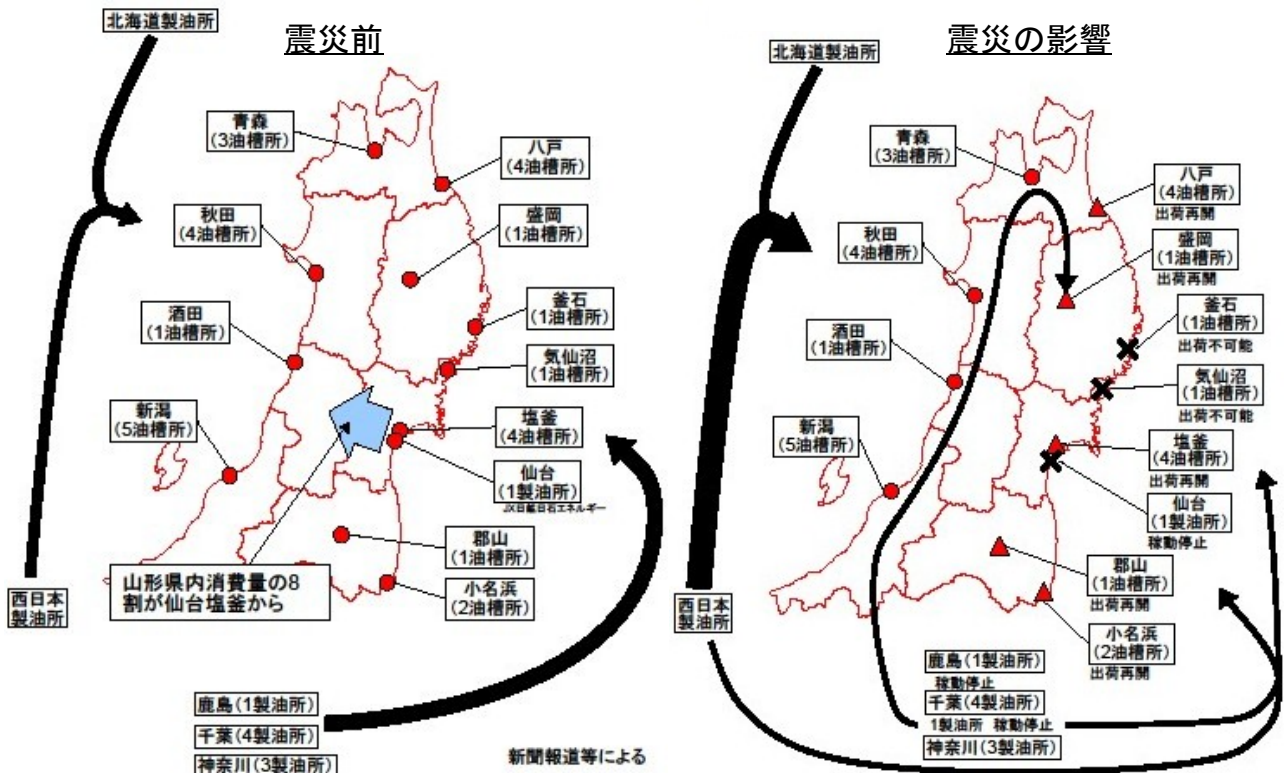 震災前
北海道製油所
青森
(3油槽所)
八戸
(4油槽所)
秋田
(4油槽所)
盛岡
(1油槽所)
酒田
(1油槽所)
釜石
(1油槽所)
気仙沼
(1油槽所)
新潟
(5油槽所)
塩釜
(4油槽所)
仙台
(1製油所)
JX日鉱日石エネルギー
郡山
(1油槽所)
小名浜
(2油槽所)
山形県内消費量の8
割が仙台塩釜から
西日本
製油所
鹿島(1製油所)
千葉(4製油所)
神奈川(3製油所)
新聞報道等による
震災の影響
北海道製油所
青森
(3油槽所)
八戸
(4油槽所)
出荷再開
秋田
(4油槽所)
盛岡
(1油槽所)
出荷再開
釜石
(1油槽所)
出荷不可能
酒田
(1油槽所)
気仙沼
(1油槽所)
出荷不可能
新潟
(5油槽所)
塩釜
(4油槽所)
出荷再開
仙台
(1製油所)
稼動停止
郡山
(1油槽所)
出荷再開
小名浜
(2油槽所)
出荷再開
西日本
製油所
鹿島(1製油所)
稼動停止
千葉(4製油所)
1製油所 稼動停止
神奈川(3製油所)